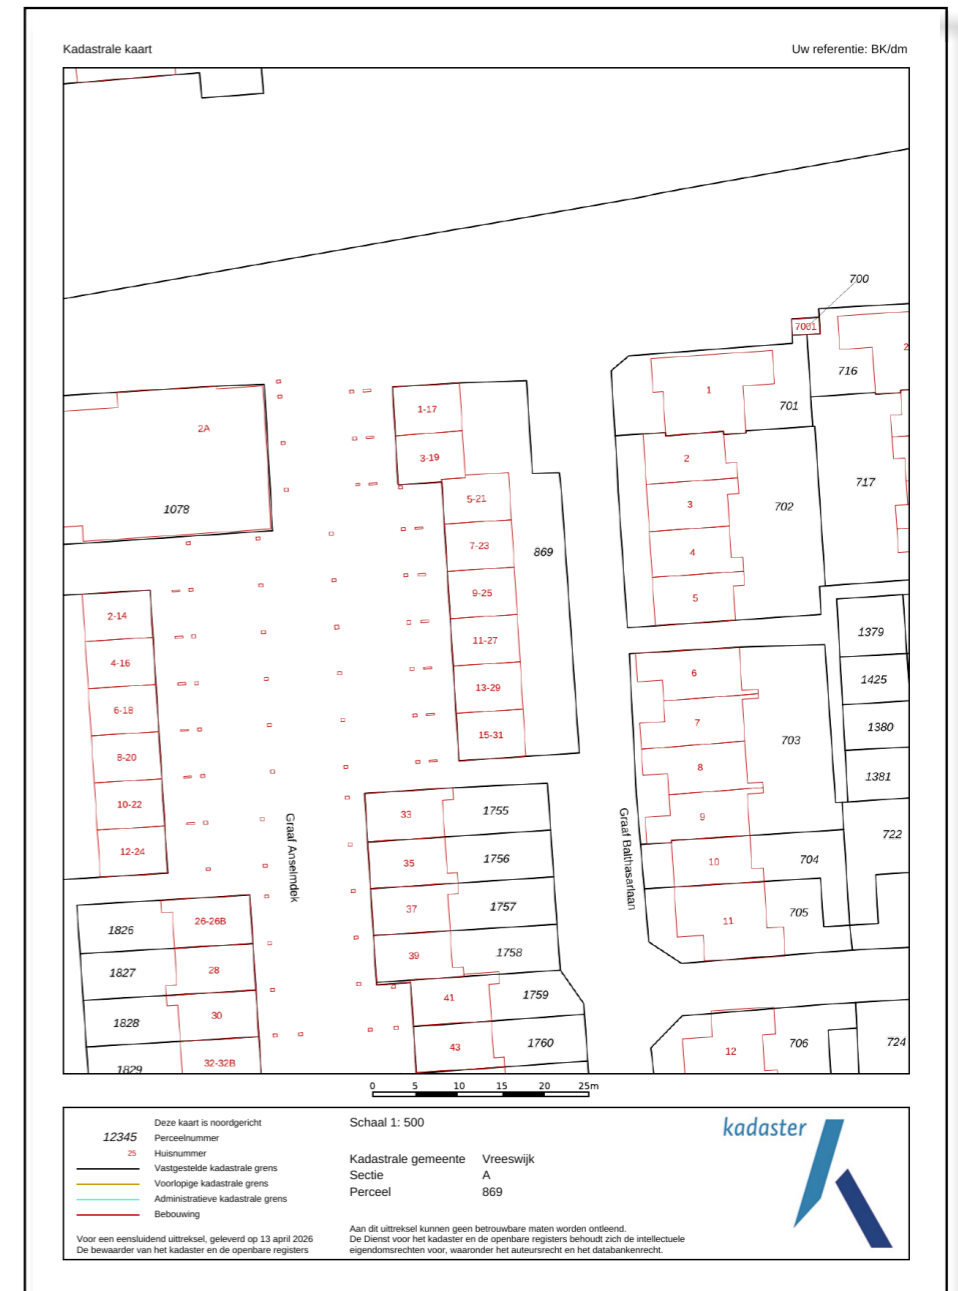 Kadastrale kaart
Uw referentie: BK/dm
700
7001
2
716
1
701
1-17
2A
3-19
2
717
5-21
3
702
1078
7-23
869
4
9-25
5
2-14
11-27
1379
4-16
6
1425
13-29
6-18
7
1380
15-31
703
8-20
8
1381
10-22
33
1755
9
Graaf Anselmdek
Graaf Balthasarlaan
722
12-24
35
1756
10
704
37
1757
705
26-26B
11
1826
39
1758
28
1827
41
1759
30
1828
43
1760
12
706
724
32-32B
1829
0 5 10 15 20 25m
Deze kaart is noordgericht
12345 Perceelnummer
25 Huisnummer
Vastgestelde kadastrale grens
Voorlopige kadastrale grens
Administratieve kadastrale grens
Bebouwing
Voor een eensluidend uittreksel, geleverd op 13 april 2026
De bewaarder van het kadaster en de openbare registers
Schaal 1: 500
Kadastrale gemeente Vreeswijk
Sectie A
Perceel 869
Aan dit uittreksel kunnen geen betrouwbare maten worden ontleend.
De Dienst voor het kadaster en de openbare registers behoudt zich de intellectuele
eigendomsrechten voor, waaronder het auteursrecht en het databankenrecht.
kadaster